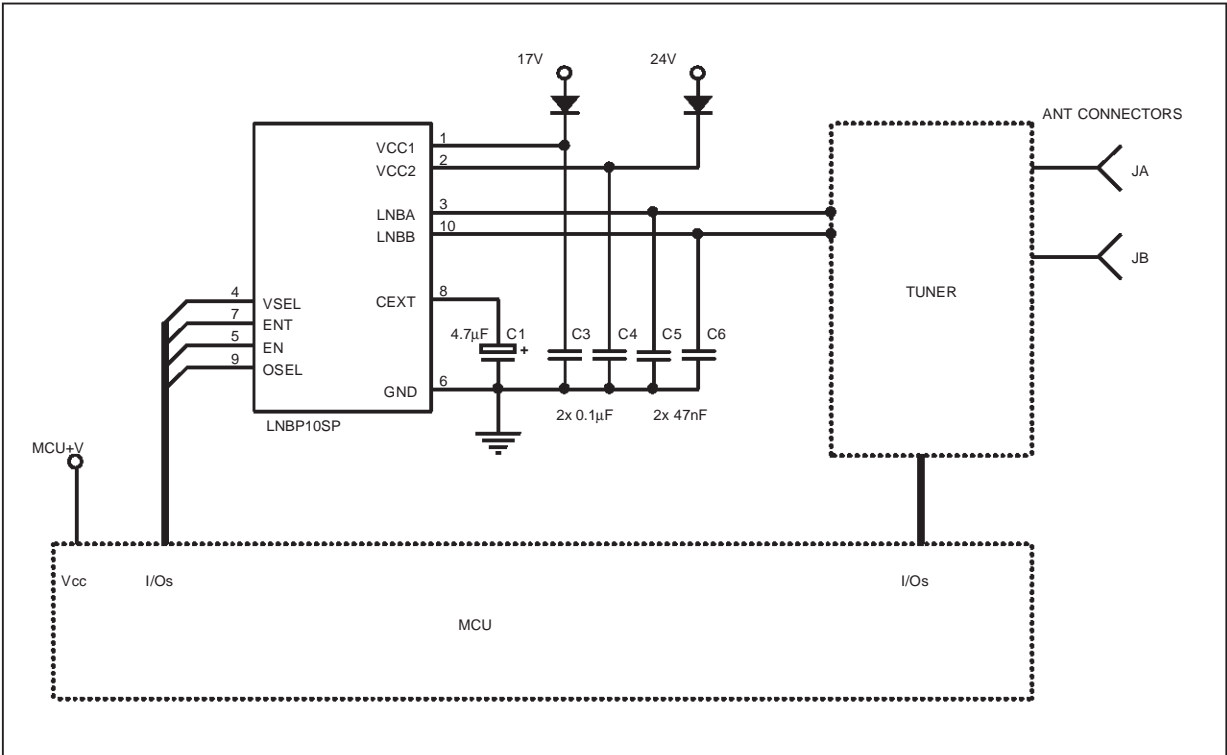 17V
24V
ANT CONNECTORS
VCC1
1
VCC2
2
LNBA
3
LNBB
10
JA
JB
TUNER
4
VSEL
7
ENT
5
EN
9
OSEL
CEXT
8
4.7μF
C1
+
C3
C4
C5
C6
GND
6
2x 0.1μF
2x 47nF
LNBP10SP
MCU+V
Vcc
I/Os
I/Os
MCU